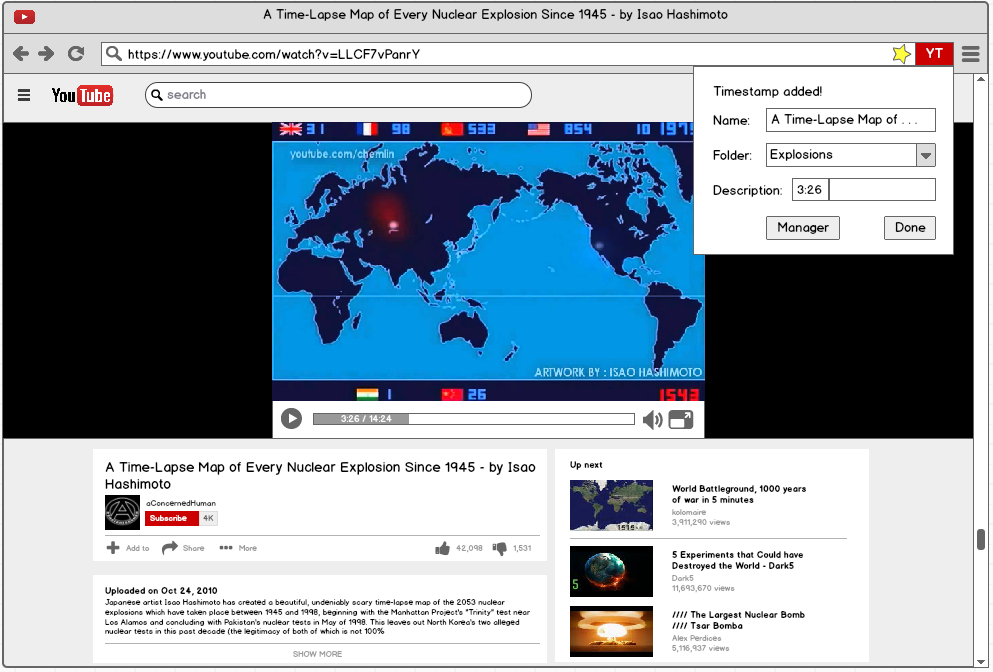 A Time-Lapse Map of Every Nuclear Explosion Since 1945 - by Isao Hashimoto
https://www.youtube.com/watch?v=LLCF7vPanrY
YT
YouTube
search
Timestamp added!
Name: A Time-Lapse Map of . . .
Folder: Explosions
Description: 3:26
Manager Done
31 98 533 854 10 197
youtube.com/chemlin
ARTWORK BY : ISAO HASHIMOTO
1 26 1543
3:26 / 14:24
A Time-Lapse Map of Every Nuclear Explosion Since 1945 - by Isao
Hashimoto
aConcernedHuman
Subscribe 4K
Add to Share More 42,098 1,531
Uploaded on Oct 24, 2010
Japanese artist Isao Hashimoto has created a beautiful, undeniably scary time-lapse map of the 2053 nuclear
explosions which have taken place between 1945 and 1998, beginning with the Manhattan Project's "Trinity" test near
Los Alamos and concluding with Pakistan's nuclear tests in May of 1998. This leaves out North Korea's two alleged
nuclear tests in this past decade (the legitimacy of both of which is not 100%
SHOW MORE
Up next
1515
World Battleground, 1000 years
of war in 5 minutes
kolomaire
3,911,290 views
5
5 Experiments that Could have
Destroyed the World - Dark5
Dark5
11,693,670 views
//// The Largest Nuclear Bomb
//// Tsar Bomba
Alex Perdices
5,116,937 views